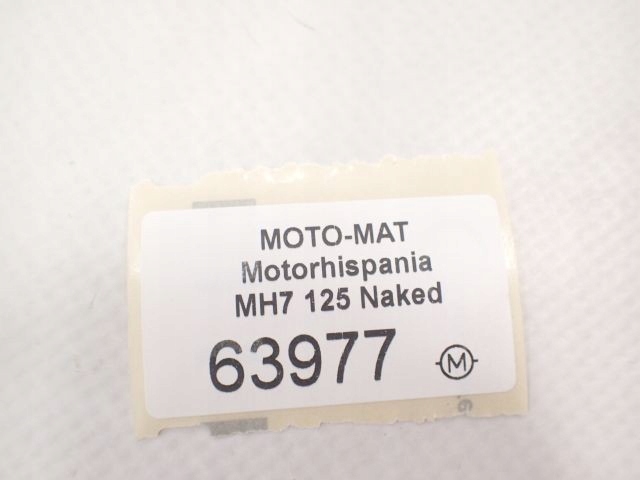 MOTO-MAT
Motorhispania
MH7 125 Naked
63977 M